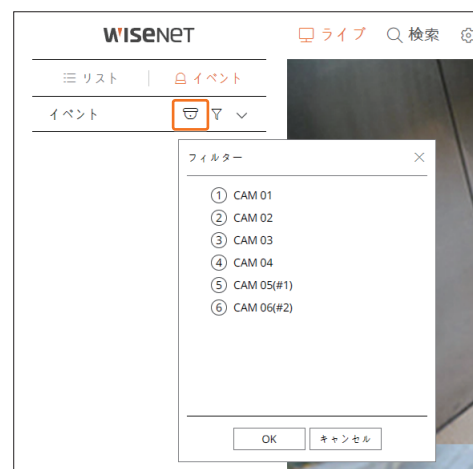 WISENET
ライブ 検索
リスト イベント
イベント
フィルター
1 CAM 01
2 CAM 02
3 CAM 03
4 CAM 04
5 CAM 05(#1)
6 CAM 06(#2)
OK キャンセル